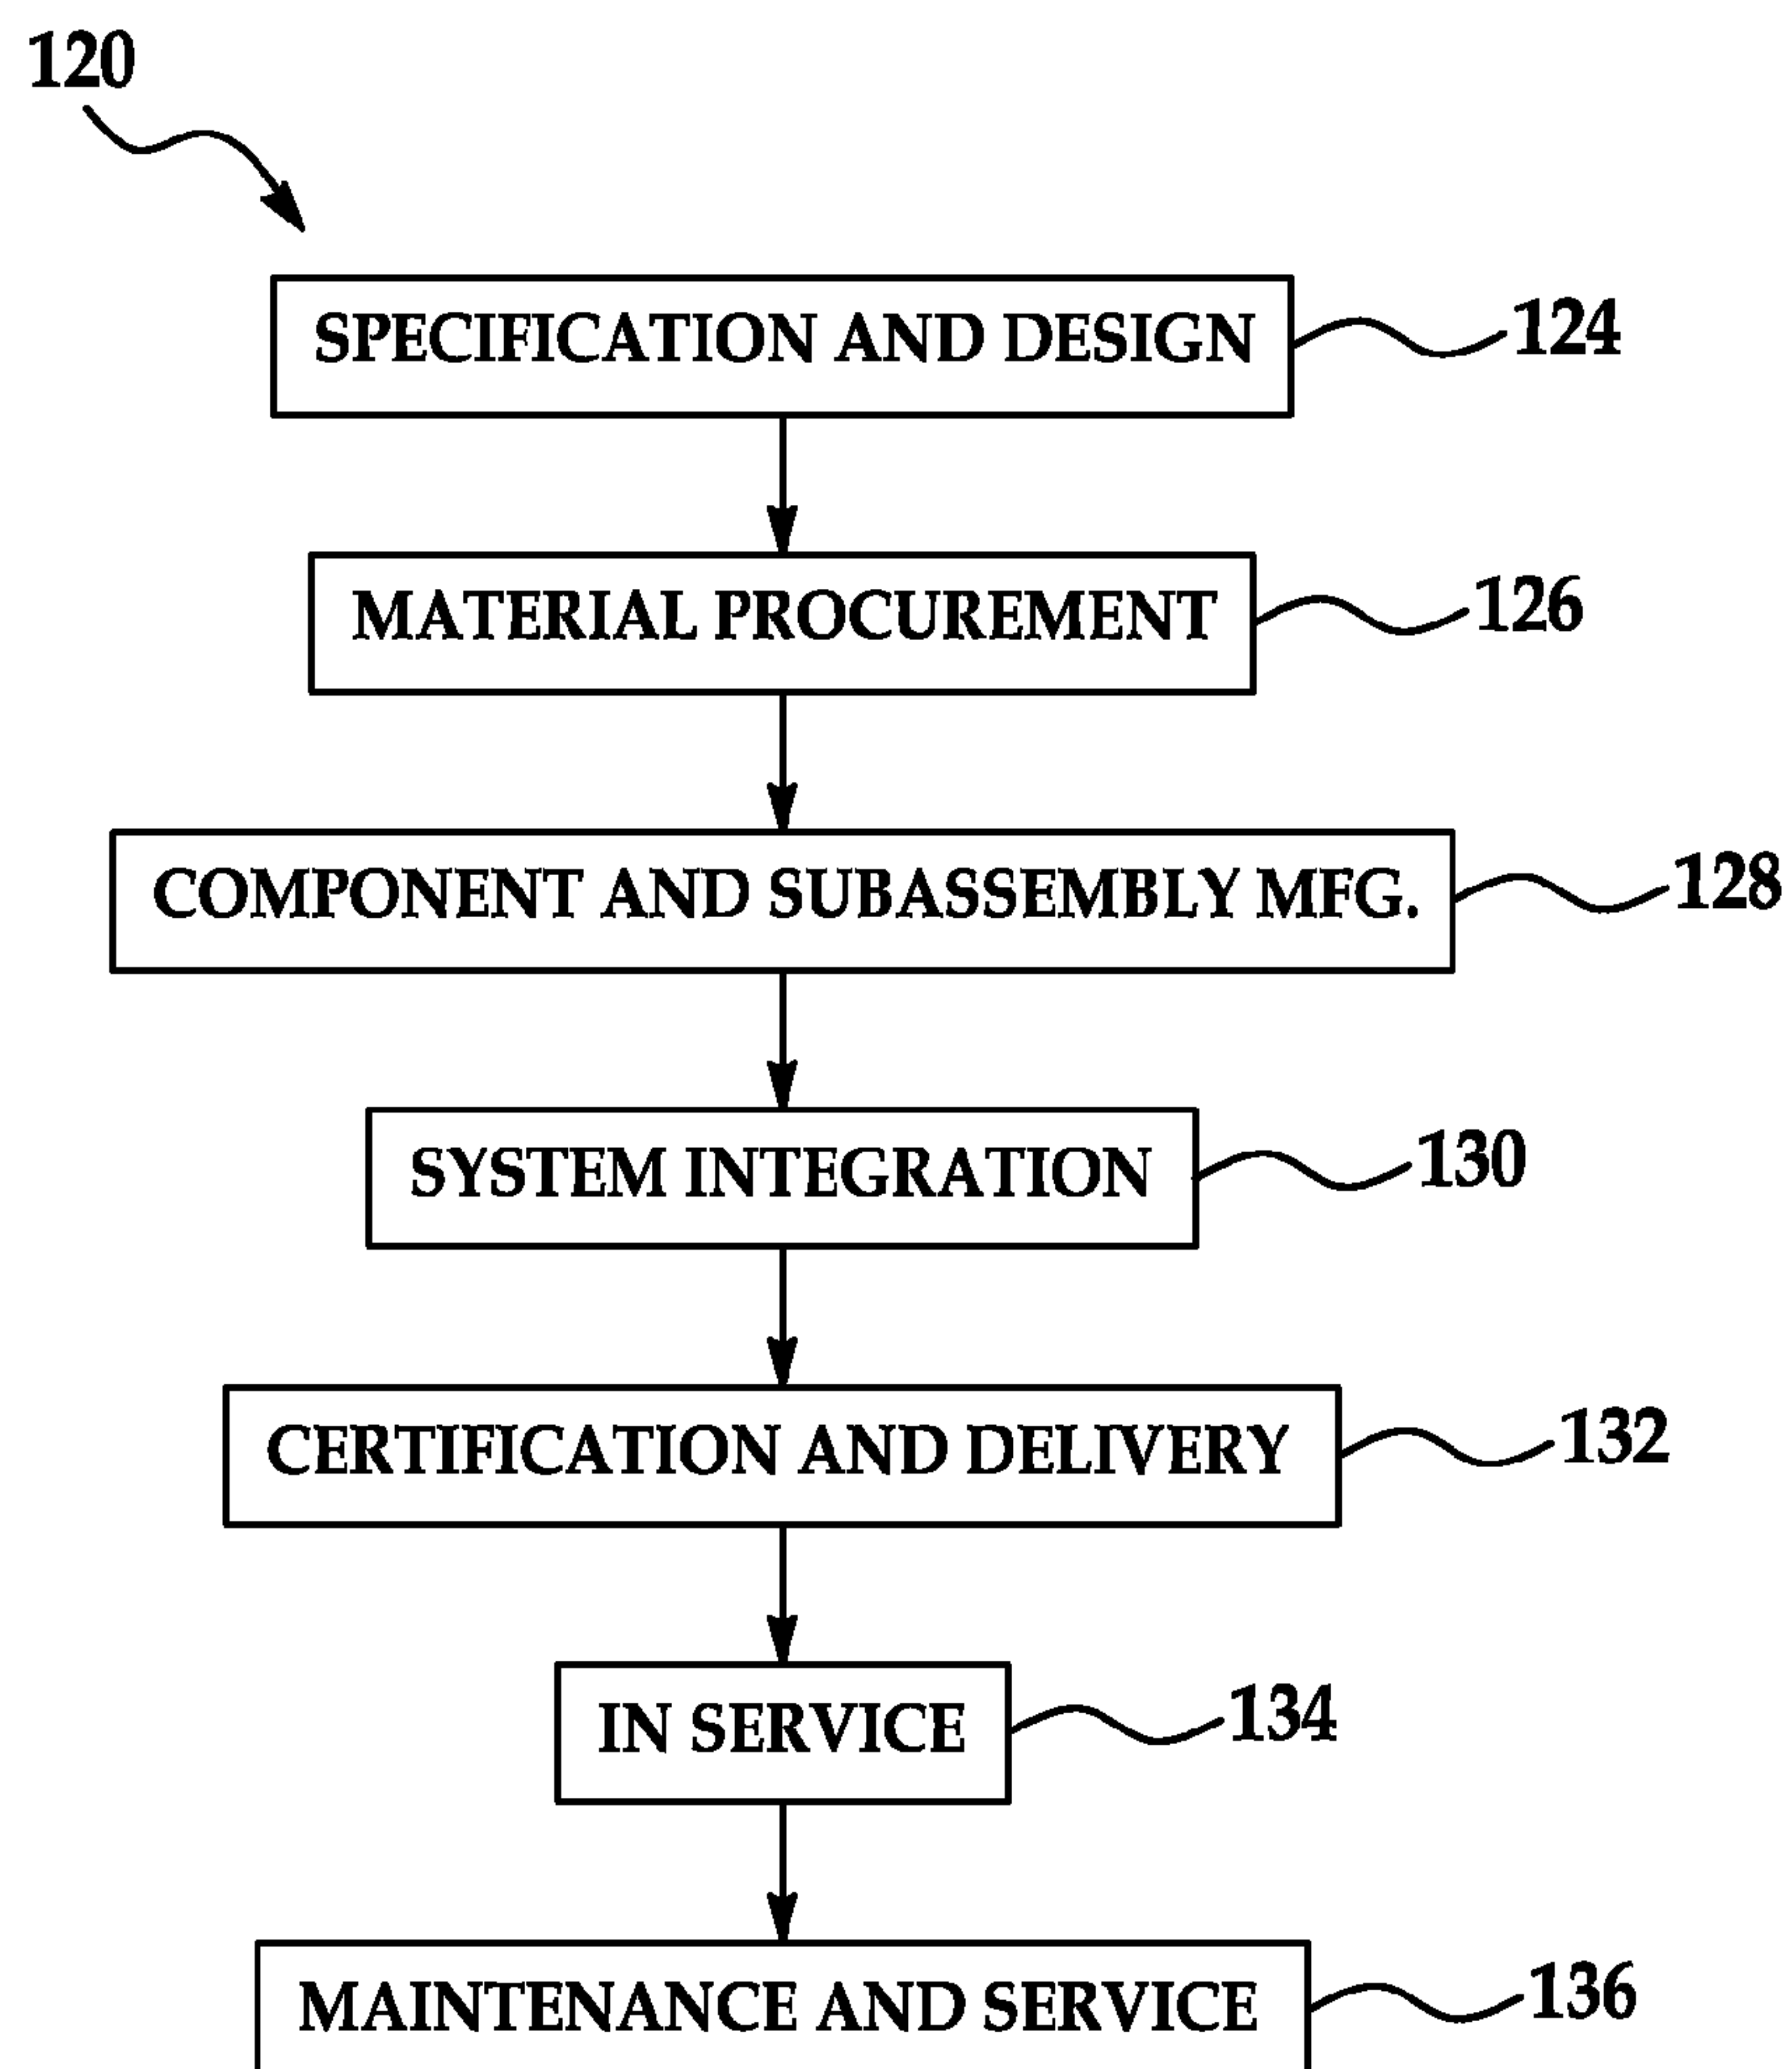 120
SPECIFICATION AND DESIGN 124
MATERIAL PROCUREMENT 126
COMPONENT AND SUBASSEMBLY MFG. 128
SYSTEM INTEGRATION 130
CERTIFICATION AND DELIVERY 132
IN SERVICE 134
MAINTENANCE AND SERVICE 136